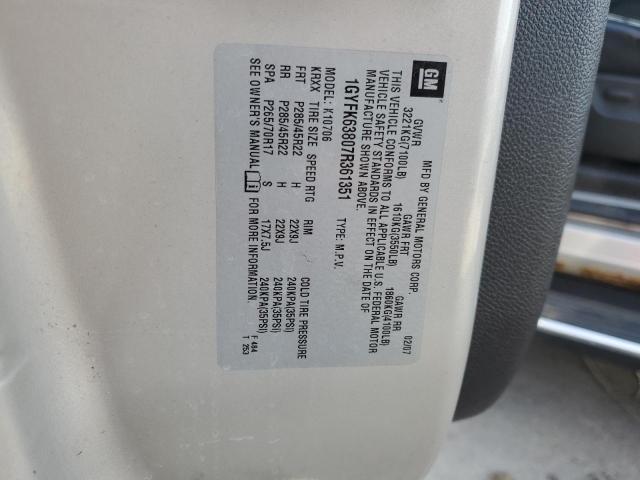 GM
MFD BY GENERAL MOTORS CORP. 02/07
GVWR GAWR FRT GAWR RR
3221KG(7100LB) 1610KG(3550LB) 1860KG(4100LB)
THIS VEHICLE CONFORMS TO ALL APPLICABLE U.S. FEDERAL MOTOR
VEHICLE SAFETY STANDARDS IN EFFECT ON THE DATE OF
MANUFACTURE SHOWN ABOVE.
1GYFK63807R361351 TYPE: M.P.V.
MODEL: K10706
KRXX TIRE SIZE SPEED RTG RIM COLD TIRE PRESSURE
FRT P285/45R22 H 22X9J 240KPA(35PSI)
RR P285/45R22 H 22X9J 240KPA(35PSI)
SPA P265/70R17 S 17X7.5J 240KPA(35PSI)
SEE OWNER'S MANUAL i FOR MORE INFORMATION.
F 484
T 253